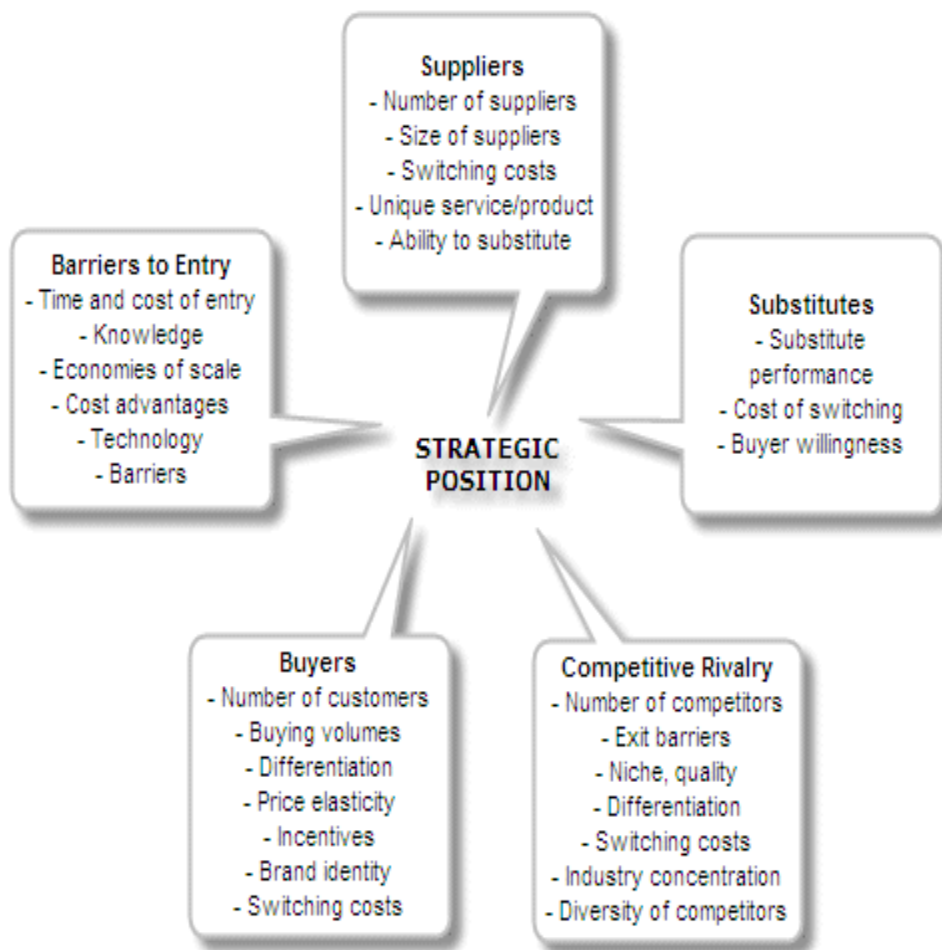 Suppliers
- Number of suppliers
- Size of suppliers
- Switching costs
- Unique service/product
- Ability to substitute
Barriers to Entry
- Time and cost of entry
- Knowledge
- Economies of scale
- Cost advantages
- Technology
- Barriers
Substitutes
- Substitute
performance
- Cost of switching
- Buyer willingness
STRATEGIC
POSITION
Buyers
- Number of customers
- Buying volumes
- Differentiation
- Price elasticity
- Incentives
- Brand identity
- Switching costs
Competitive Rivalry
- Number of competitors
- Exit barriers
- Niche, quality
- Differentiation
- Switching costs
- Industry concentration
- Diversity of competitors